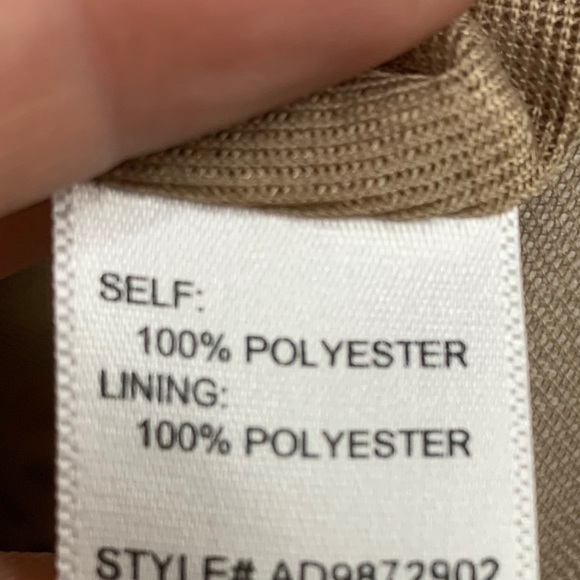 SELF:
100% POLYESTER
LINING:
100% POLYESTER
STYLE# AD9872902